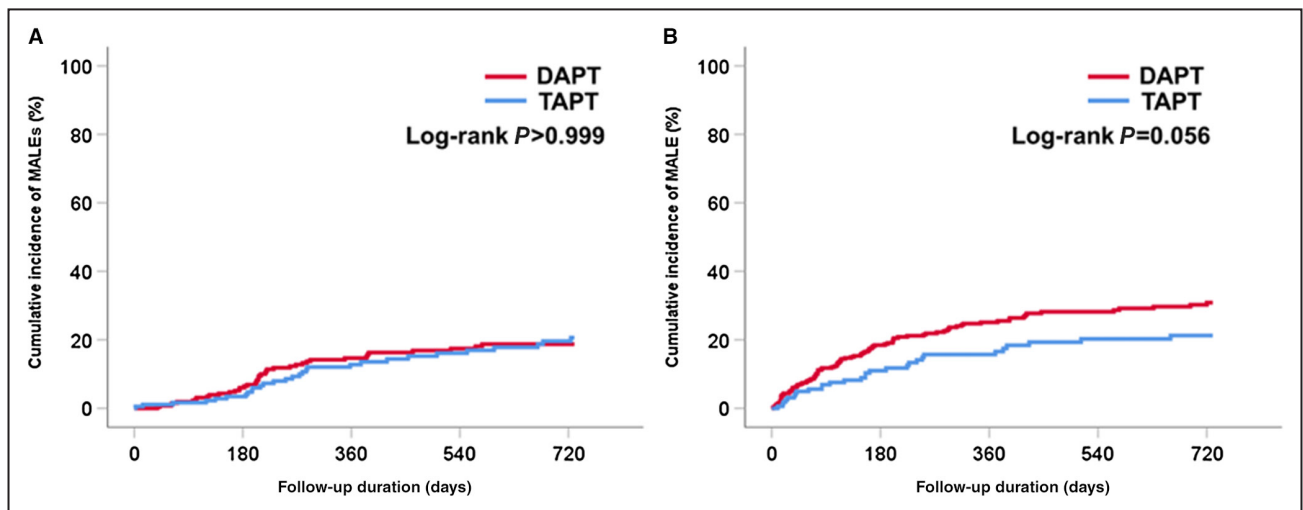 A
Cumulative incidence of MALEs (%)
100
80
60
40
20
0
DAPT
TAPT
Log-rank P>0.999
0 180 360 540 720
Follow-up duration (days)
B
Cumulative incidence of MALE (%)
100
80
60
40
20
0
DAPT
TAPT
Log-rank P=0.056
0 180 360 540 720
Follow-up duration (days)